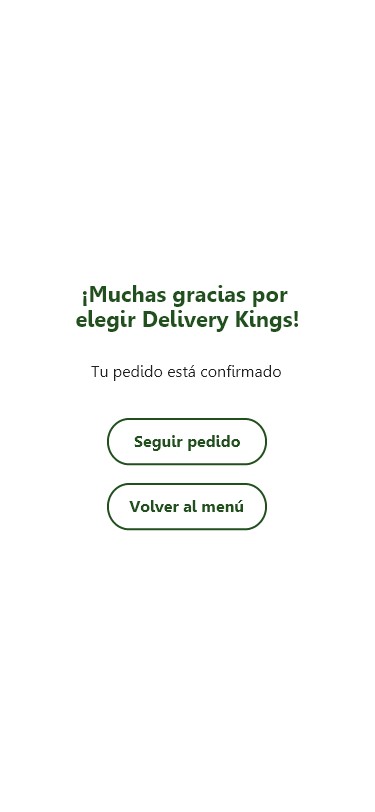 ¡Muchas gracias por
elegir Delivery Kings!
Tu pedido está confirmado
Seguir pedido
Volver al menú